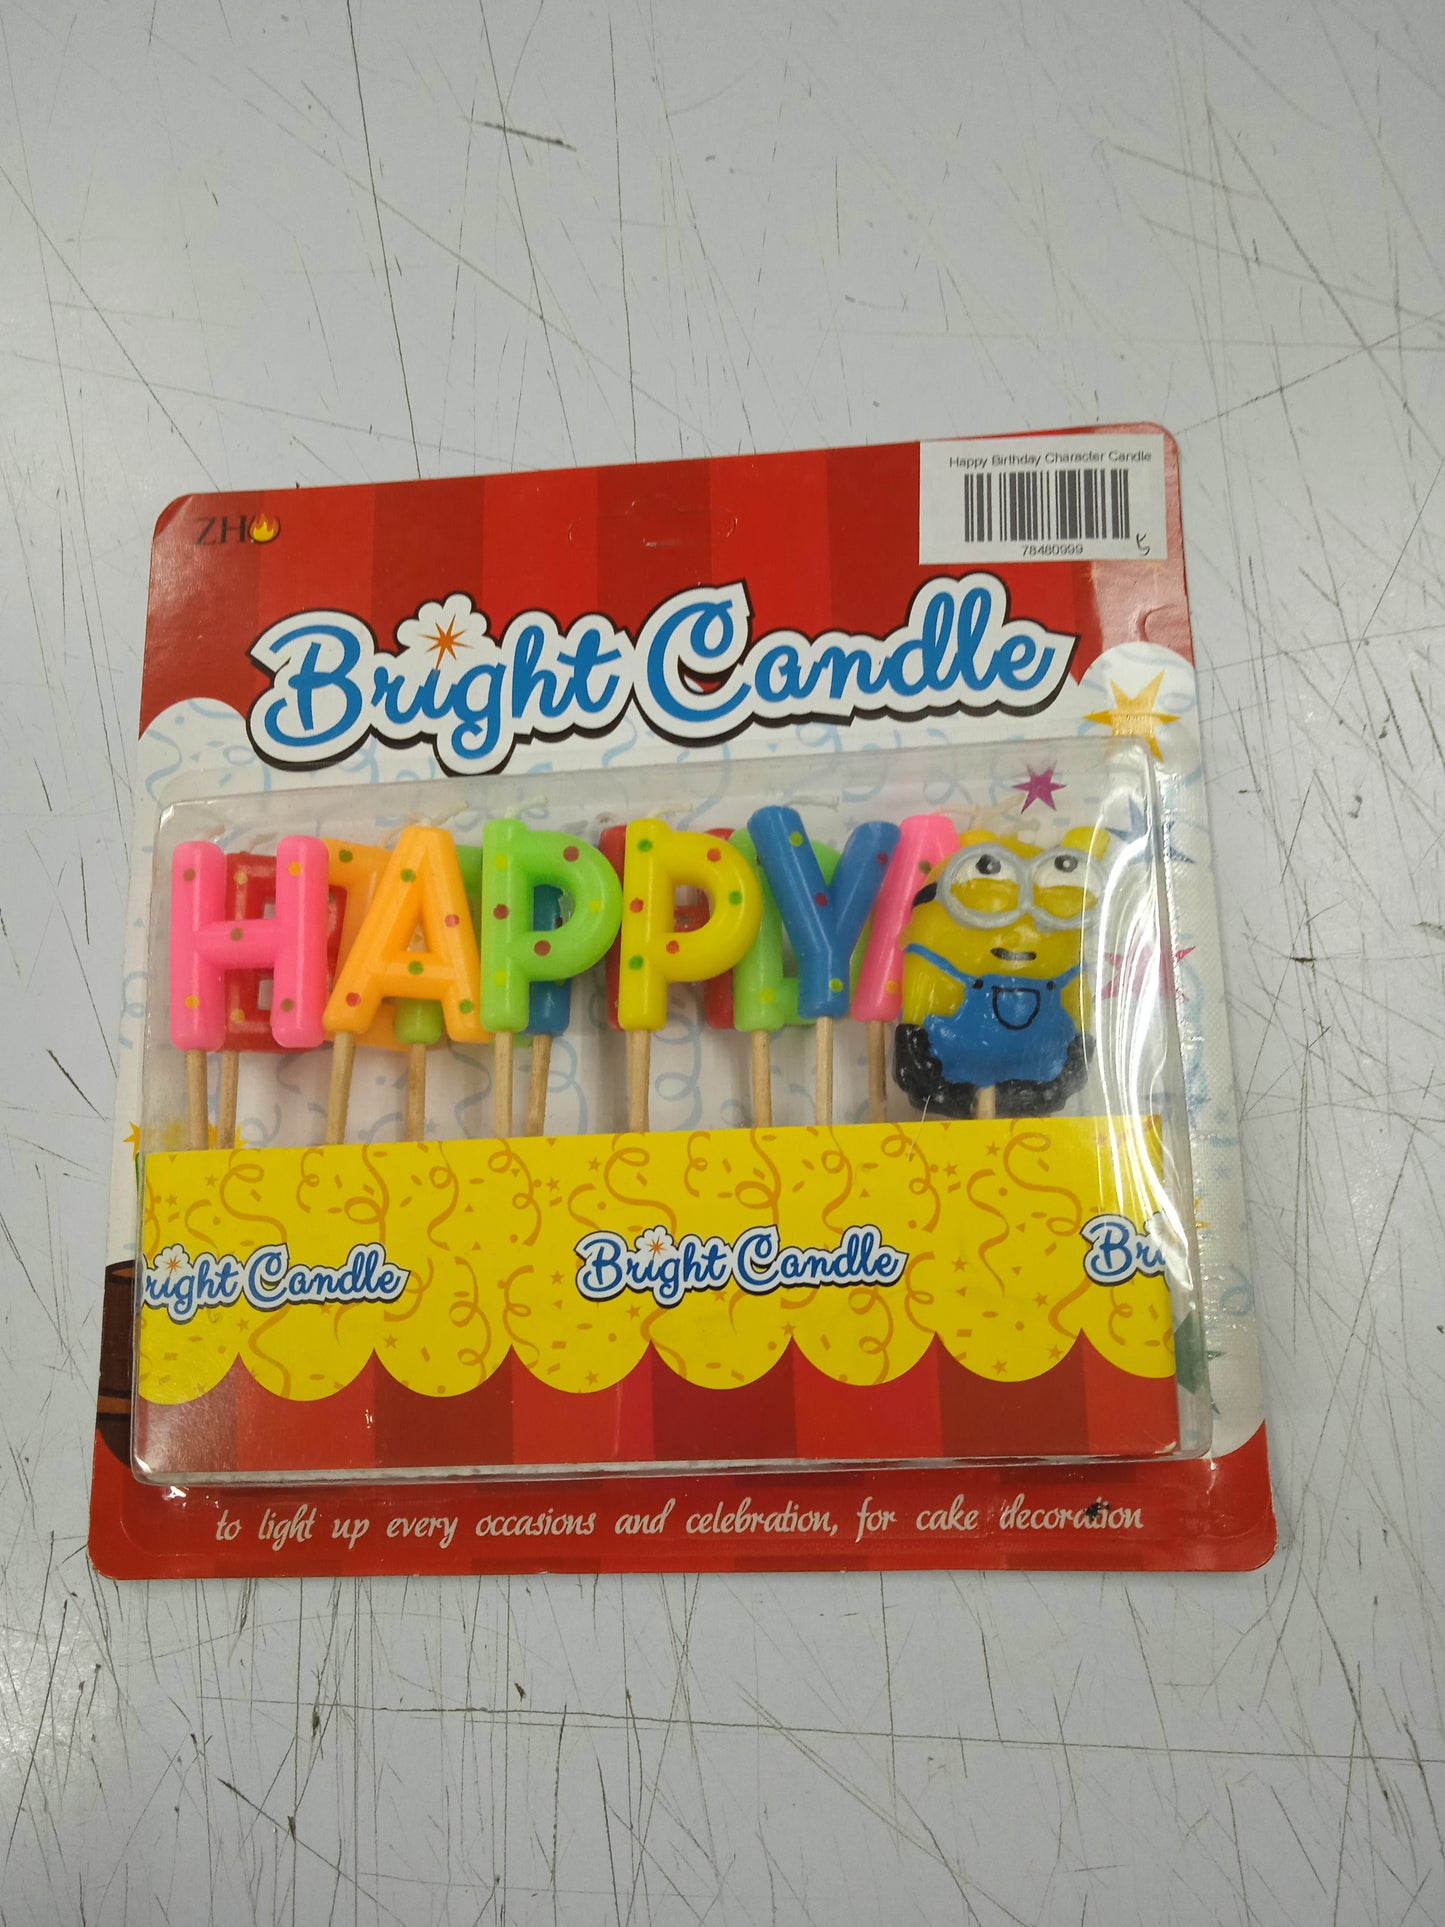 Happy Birthday Character Candle
78480999
ZH
Bright Candle
HAPPY
right Candle
Bright Candle
Bri
to light up every occasions and celebration, for cake decoration